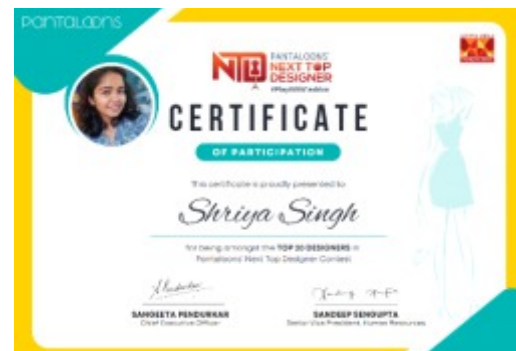 PANTALOONS
NTD
PANTALOONS'
NEXT TOP
DESIGNER
CERTIFICATE
OF PARTICIPATION
This certificate is proudly presented to
Shriya Singh
for being amongst the TOP 20 DESIGNERS in
Pantaloons' Next Top Designer Contest
SANGEETA PENDURKAR
Chief Executive Officer
SANDEEP SENGUPTA
Senior Vice President, Human Resources